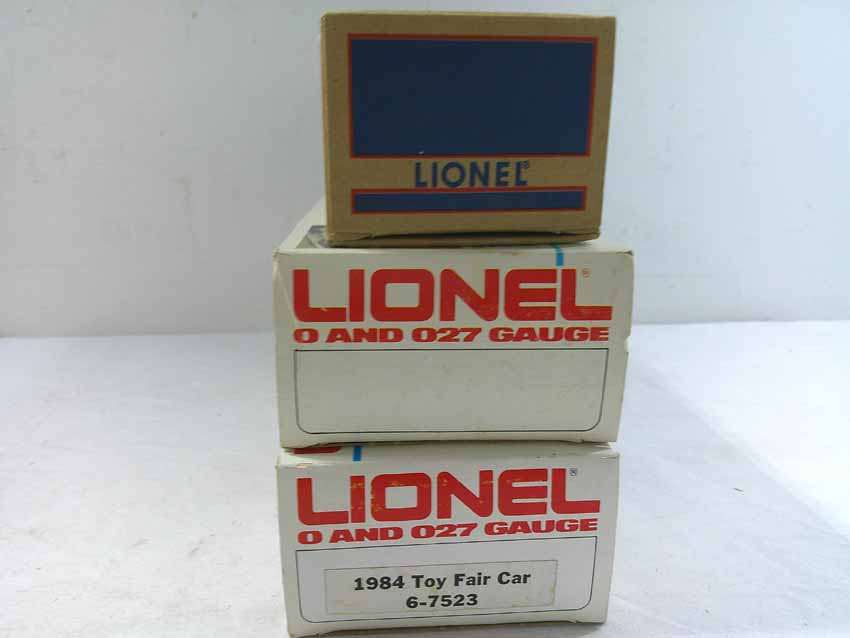 LIONEL®
LIONEL®
O AND O27 GAUGE
LIONEL®
O AND O27 GAUGE
1984 Toy Fair Car
6-7523